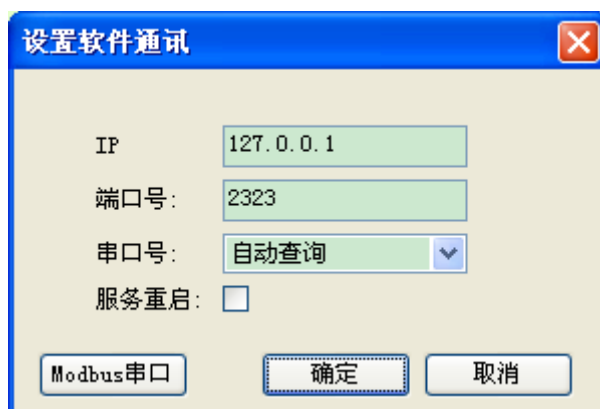 设置软件通讯
IP
127.0.0.1
端口号:
2323
串口号:
自动查询
服务重启:
Modbus串口
确定
取消